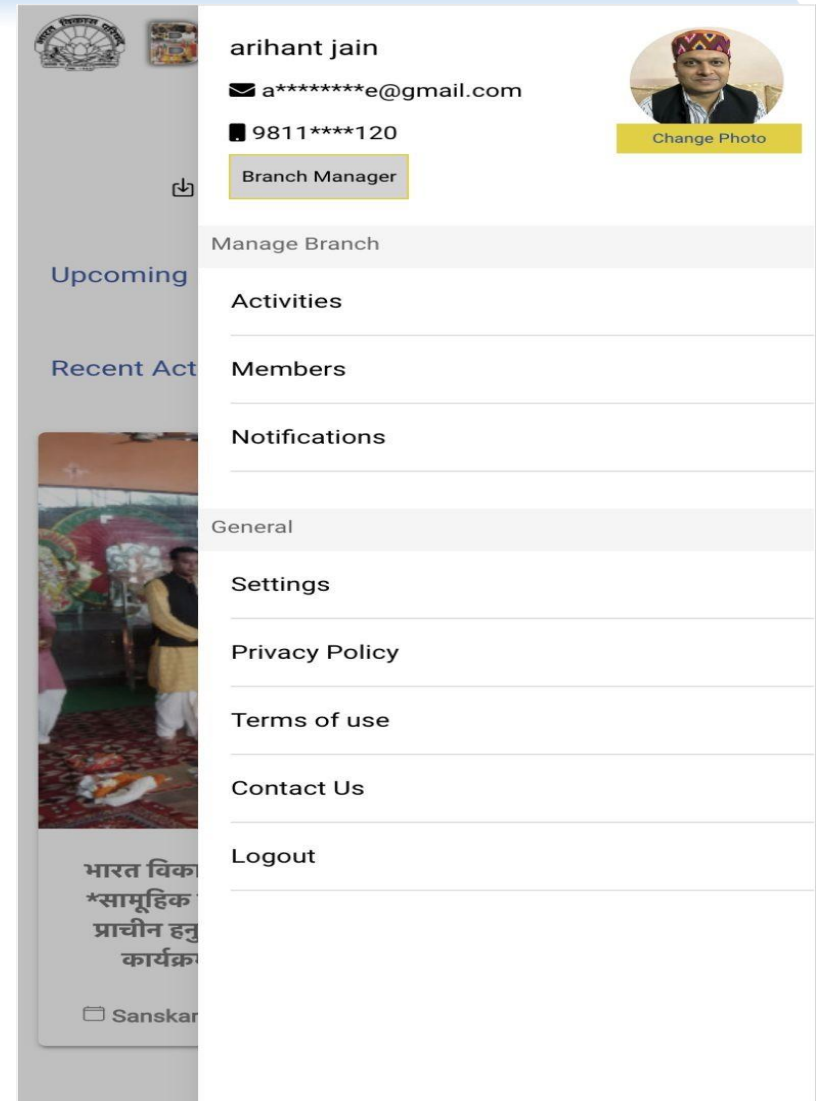 arihant jain
a********e@gmail.com
9811****120
Change Photo
Branch Manager
Manage Branch
Upcoming
Activities
Recent Act
Members
Notifications
General
Settings
Privacy Policy
Terms of use
Contact Us
Logout
भारत विका
*सामूहिक
प्राचीन हनु
कार्यक्र
Sanskar